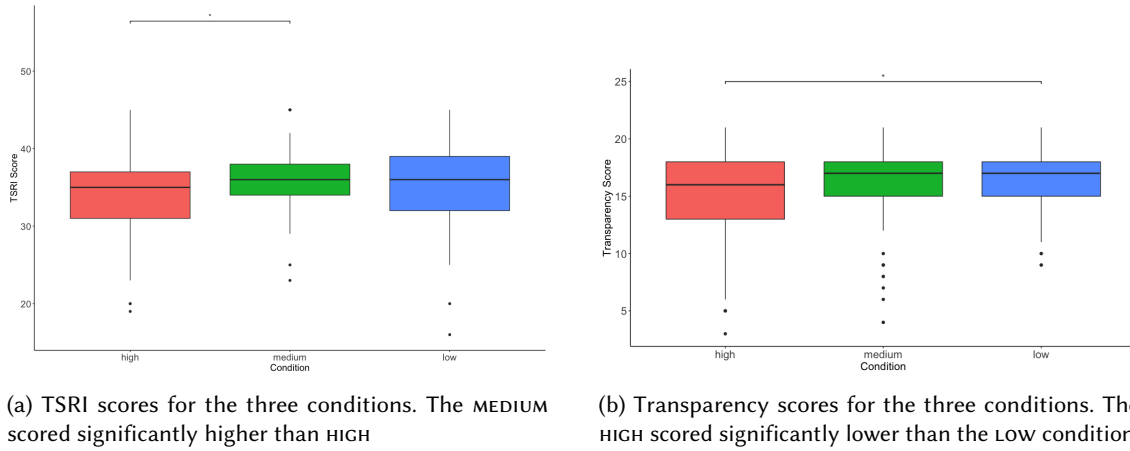 *
50
40
30
20
TSRI Score
high medium low
Condition
*
25
20
15
10
5
Transparency Score
high medium low
Condition
(a) TSRI scores for the three conditions. The MEDIUM
scored significantly higher than HIGH
(b) Transparency scores for the three conditions. The
HIGH scored significantly lower than the LOW condition